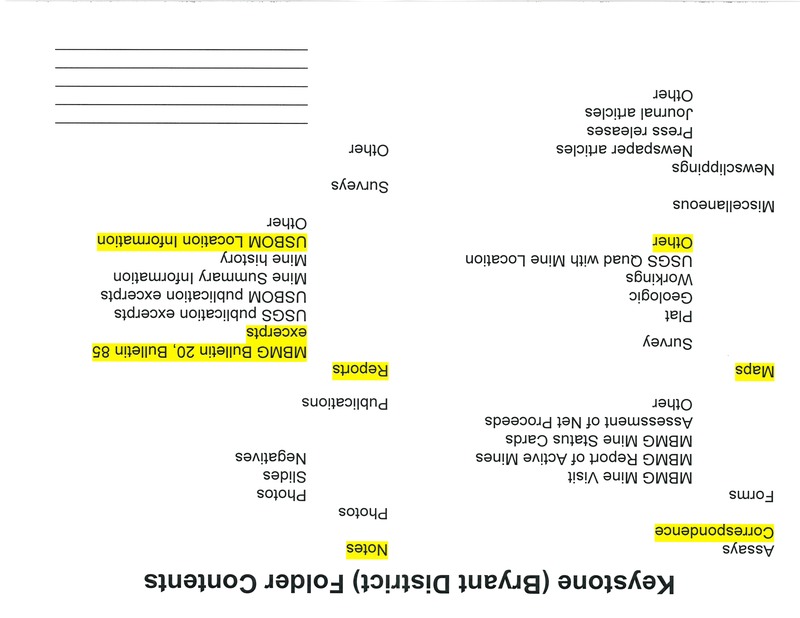 Keystone (Bryant District) Folder Contents
Assays
Correspondence
Forms
MBMG Mine Visit
MBMG Report of Active Mines
MBMG Mine Status Cards
Assessment of Net Proceeds
Other
Maps
Survey
Plat
Geologic
Workings
USGS Quad with Mine Location
Other
Miscellaneous
Newsclippings
Newspaper articles
Press releases
Journal articles
Other
Notes
Photos
Photos
Slides
Negatives
Publications
Reports
MBMG Bulletin 20, Bulletin 85
excerpts
USGS publication excerpts
USBOM publication excerpts
Mine Summary Information
Mine history
USBOM Location Information
Other
Surveys
Other